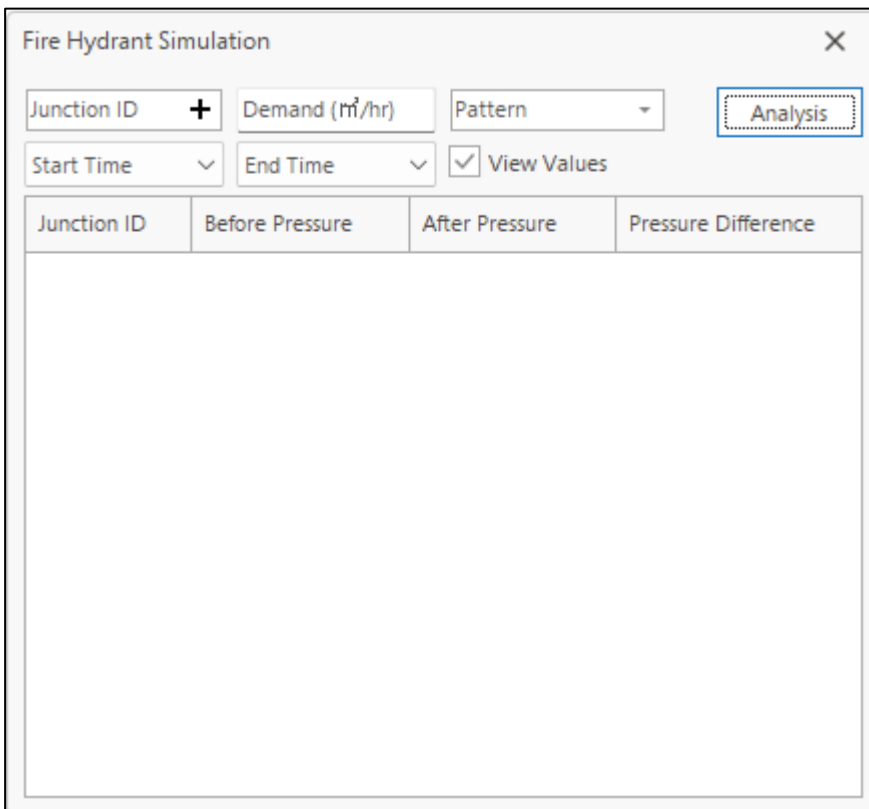 Fire Hydrant Simulation
Junction ID + Demand (㎥/hr) Pattern Analysis
Start Time End Time View Values
Junction ID Before Pressure After Pressure Pressure Difference